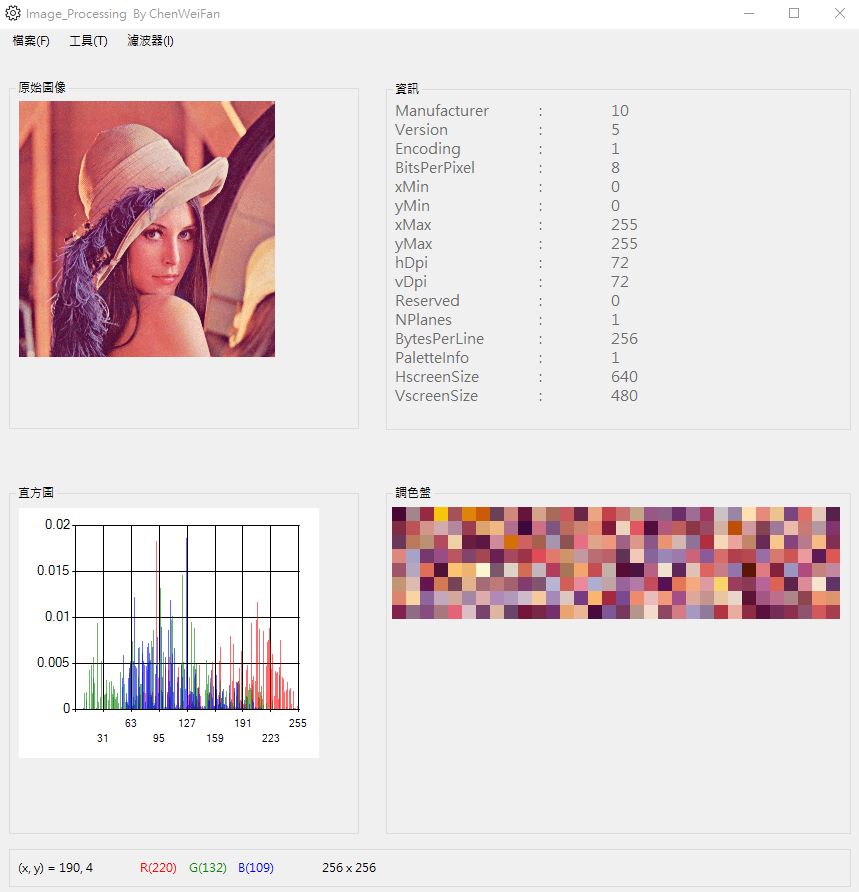 Image_Processing By ChenWeiFan
檔案(F) 工具(T) 濾波器(I)
原始圖像
資訊
Manufacturer : 10
Version : 5
Encoding : 1
BitsPerPixel : 8
xMin : 0
yMin : 0
xMax : 255
yMax : 255
hDpi : 72
vDpi : 72
Reserved : 0
NPlanes : 1
BytesPerLine : 256
PaletteInfo : 1
HscreenSize : 640
VscreenSize : 480
直方圖
0.02
0.015
0.01
0.005
0
63 127 191 255
31 95 159 223
調色盤
(x, y) = 190, 4 R(220) G(132) B(109) 256 x 256